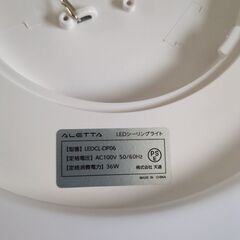 ALETTA LEDシーリングライト
【型番】LEDCL-DP06
【定格電圧】AC100V 50/60Hz
【定格消費電力】36W
PS E
株式会社 天通
MADE IN CHINA